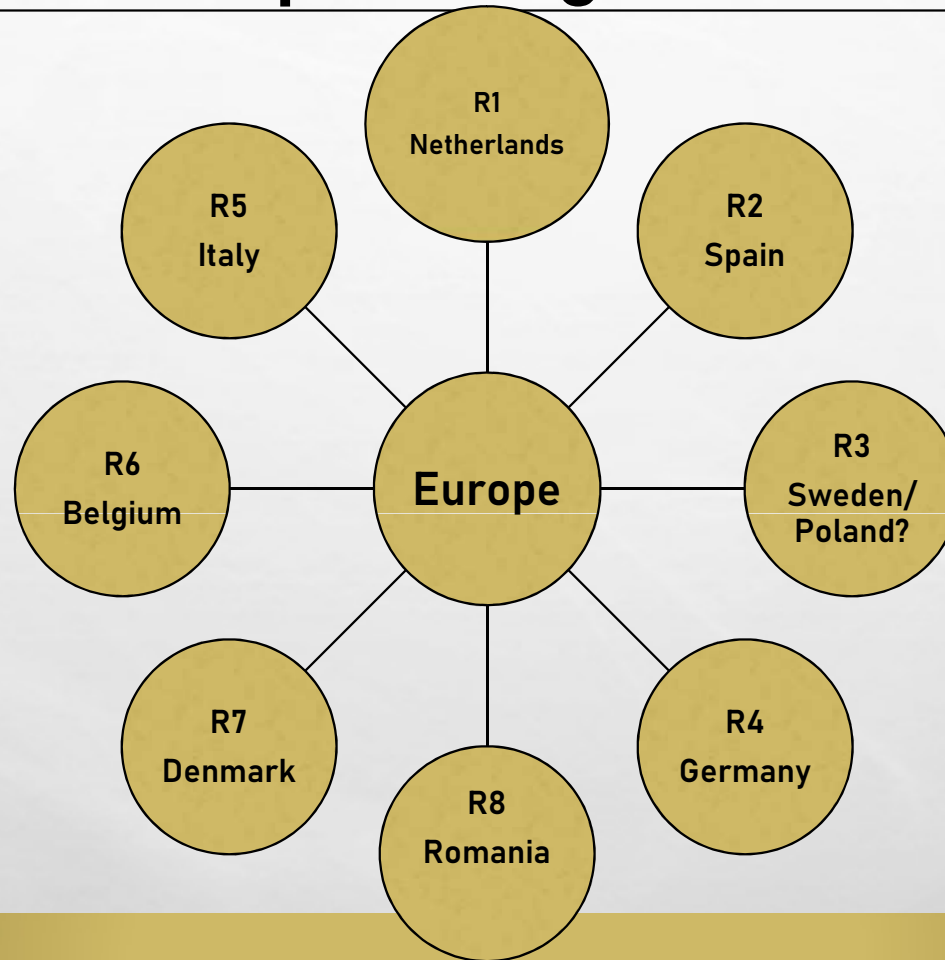 R1
Netherlands
R2
Spain
R3
Sweden/
Poland?
R4
Germany
R8
Romania
R7
Denmark
R6
Belgium
R5
Italy
Europe